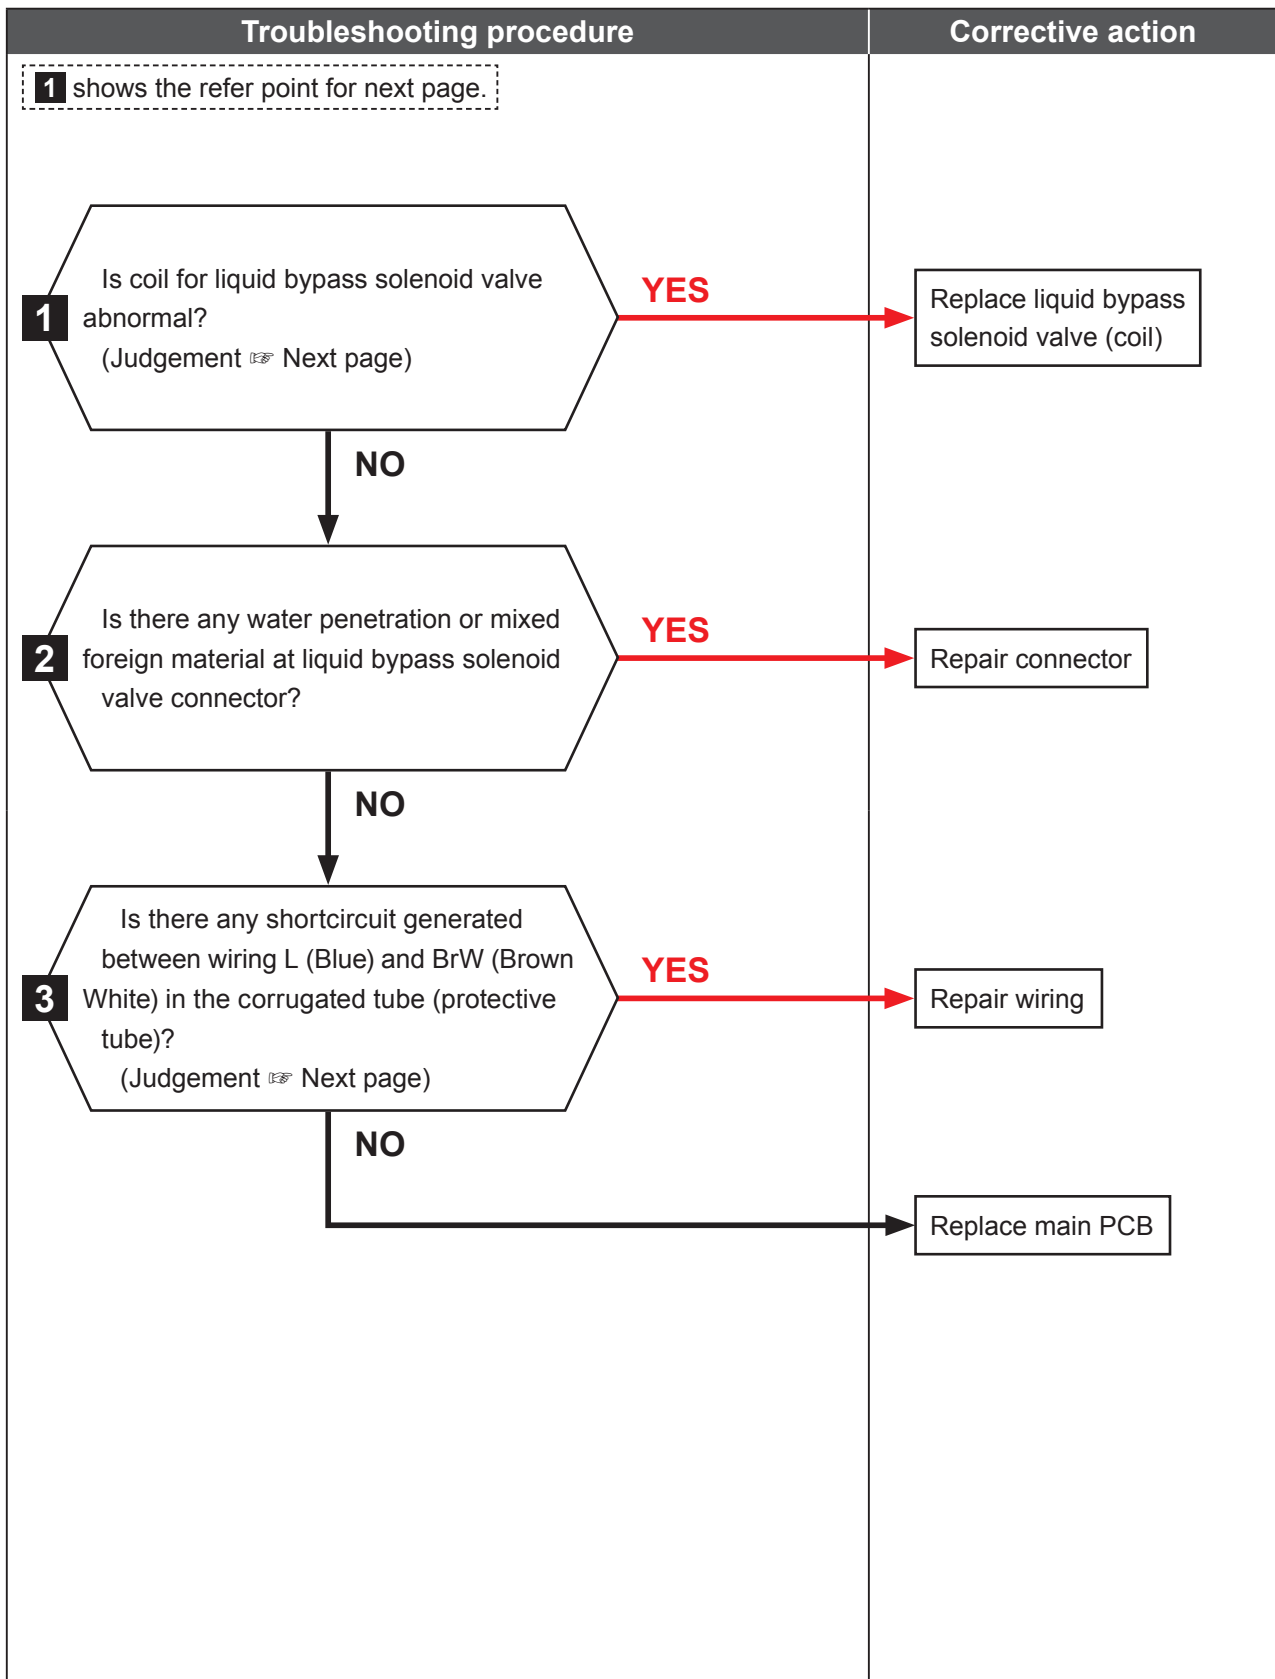 Troubleshooting procedure
Corrective action
1 shows the refer point for next page.
1
Is coil for liquid bypass solenoid valve
abnormal?
(Judgement ☞ Next page)
YES
Replace liquid bypass
solenoid valve (coil)
NO
2
Is there any water penetration or mixed
foreign material at liquid bypass solenoid
valve connector?
YES
Repair connector
NO
3
Is there any shortcircuit generated
between wiring L (Blue) and BrW (Brown
White) in the corrugated tube (protective
tube)?
(Judgement ☞ Next page)
YES
Repair wiring
NO
Replace main PCB